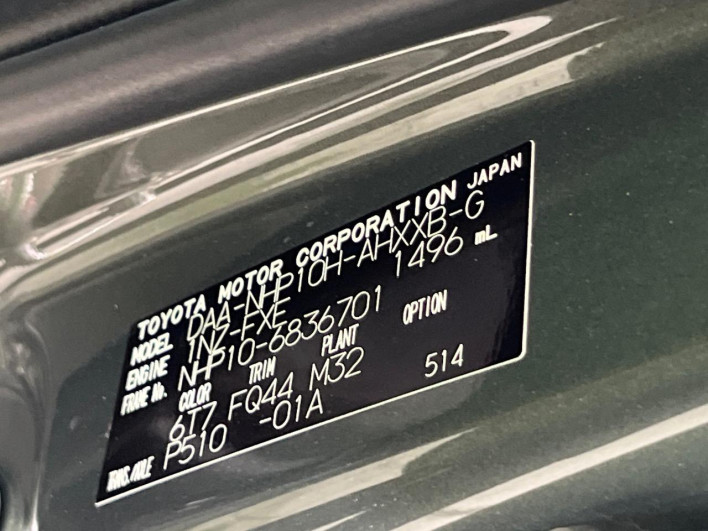 TOYOTA MOTOR CORPORATION JAPAN
MODEL DAA-NHP10H-AHXXB-G
ENGINE 1NZ-FXE 1496 mL
FRAME No. NHP10-6836701
COLOR TRIM PLANT OPTION
6T7 FQ44 M32 514
TRANS./AXLE P510 -01A